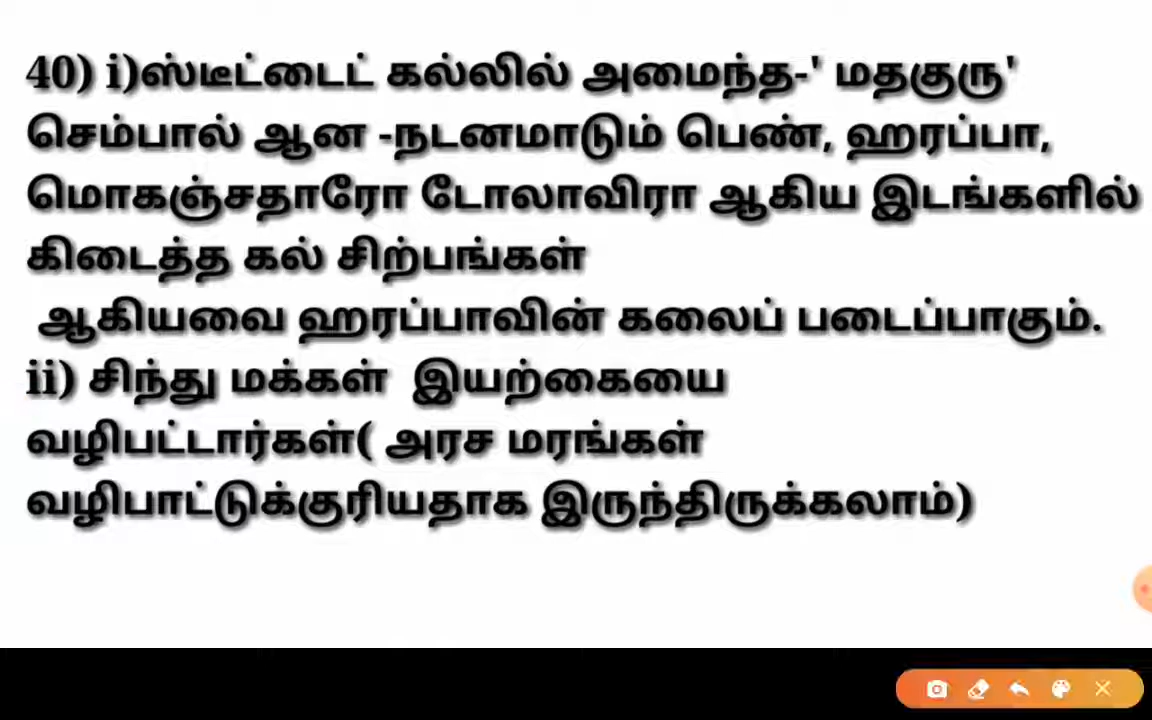 40) i)ஸ்டீட்டைட் கல்லில் அமைந்த-' மதகுரு'
செம்பால் ஆன -நடனமாடும் பெண், ஹரப்பா,
மொகஞ்சதாரோ டோலாவிரா ஆகிய இடங்களில்
கிடைத்த கல் சிற்பங்கள்
ஆகியவை ஹரப்பாவின் கலைப் படைப்பாகும்.
ii) சிந்து மக்கள் இயற்கையை
வழிபட்டார்கள்( அரச மரங்கள்
வழிபாட்டுக்குரியதாக இருந்திருக்கலாம்)